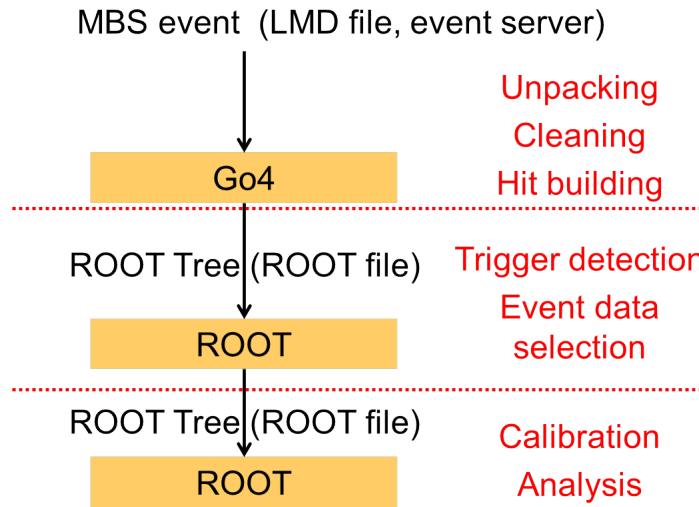 MBS event (LMD file, event server)
Unpacking
Cleaning
Hit building
Go4
ROOT Tree (ROOT file)
Trigger detection
Event data
selection
ROOT
ROOT Tree (ROOT file)
Calibration
Analysis
ROOT